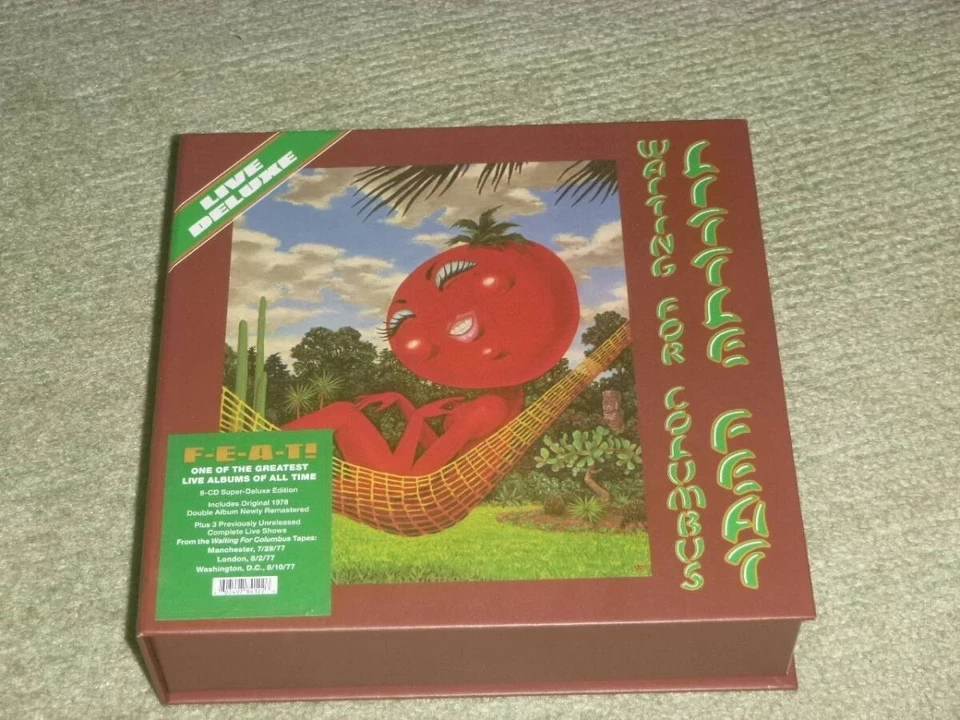 LIVE
DELUXE
WAITING FOR COLUMBUS
LITTLE FEAT
F-E-A-T!
ONE OF THE GREATEST
LIVE ALBUMS OF ALL TIME
8-CD Super-Deluxe Edition
Includes Original 1978
Double Album Newly Remastered
Plus 3 Previously Unreleased
Complete Live Shows
From the Waiting For Columbus Tapes:
Manchester, 7/29/77
London, 8/2/77
Washington, D.C., 8/10/77